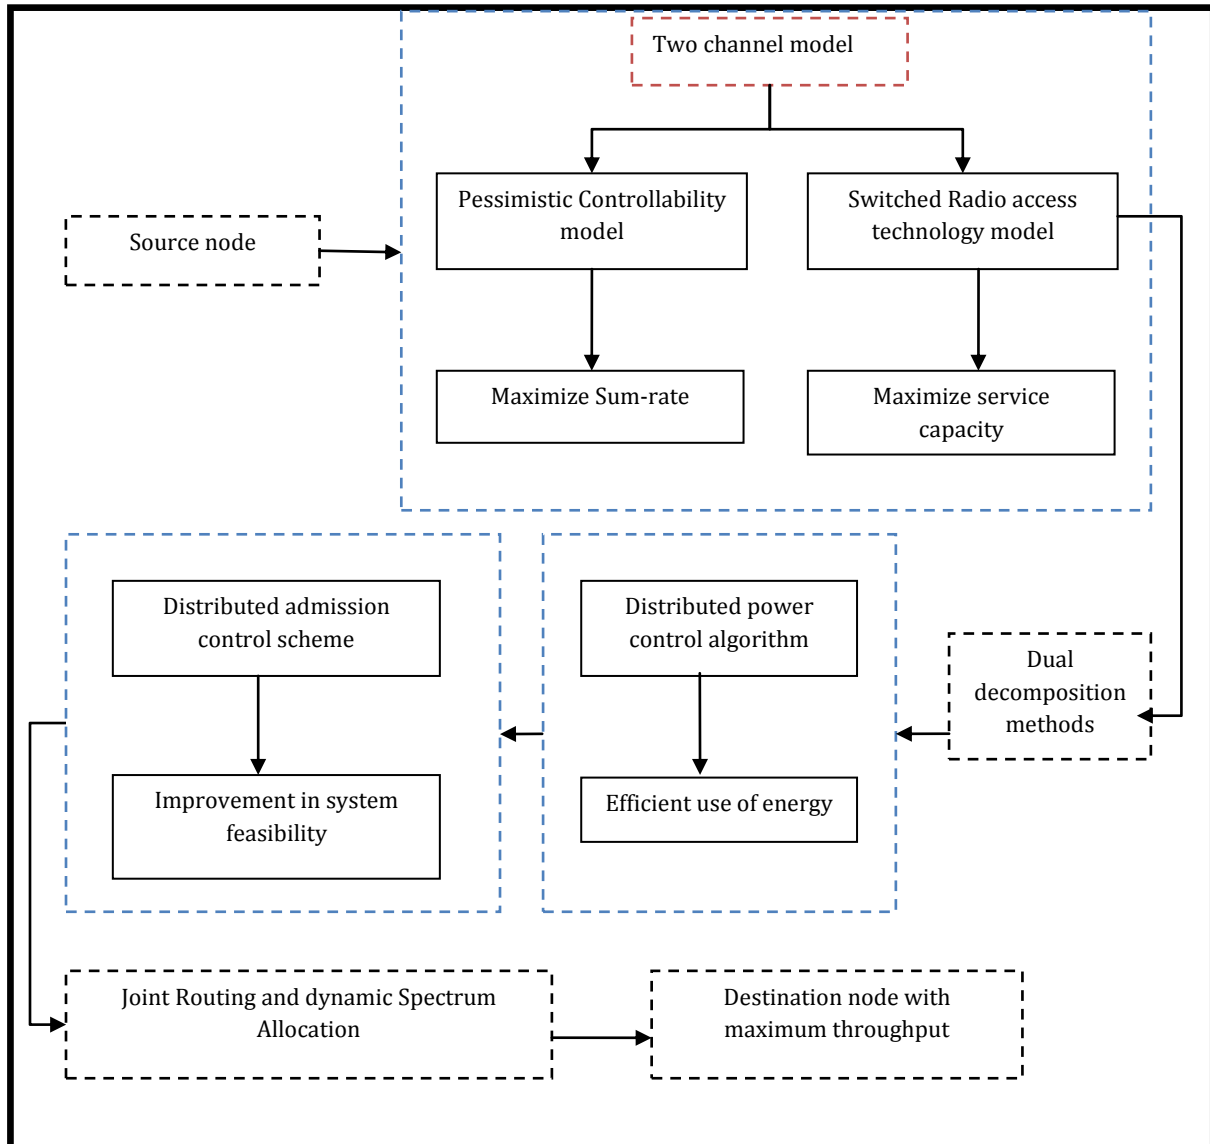 Two channel model
Pessimistic Controllability
model
Switched Radio access
technology model
Source node
Maximize Sum-rate
Maximize service
capacity
Distributed admission
control scheme
Distributed power
control algorithm
Dual
decomposition
methods
Improvement in system
feasibility
Efficient use of energy
Joint Routing and dynamic Spectrum
Allocation
Destination node with
maximum throughput